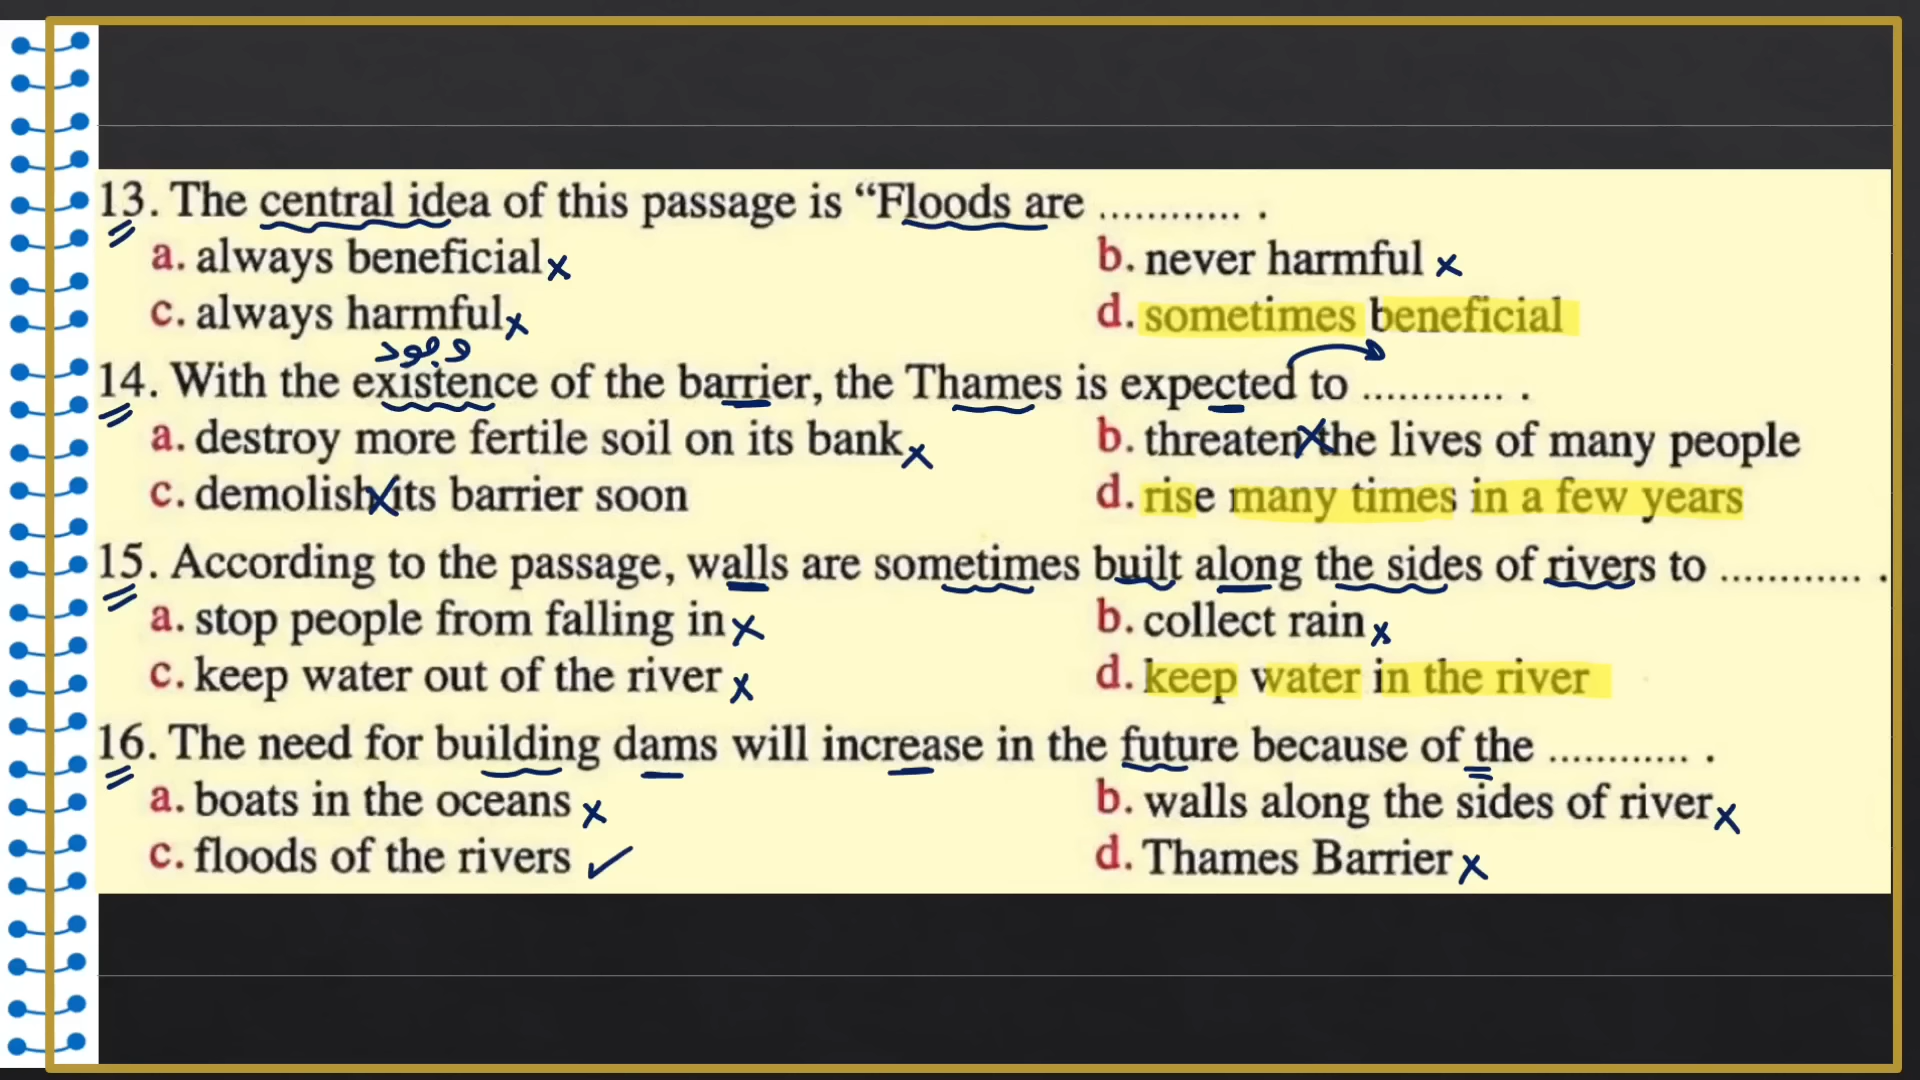 13. The central idea of this passage is “Floods are ............ .
a. always beneficial x
b. never harmful x
c. always harmful x
d. sometimes beneficial
وجود
14. With the existence of the barrier, the Thames is expected to ............ .
a. destroy more fertile soil on its bank x
b. threaten the lives of many people
c. demolish its barrier soon
d. rise many times in a few years
15. According to the passage, walls are sometimes built along the sides of rivers to ............ .
a. stop people from falling in x
b. collect rain x
c. keep water out of the river x
d. keep water in the river
16. The need for building dams will increase in the future because of the ............ .
a. boats in the oceans x
b. walls along the sides of river x
c. floods of the rivers ✓
d. Thames Barrier x